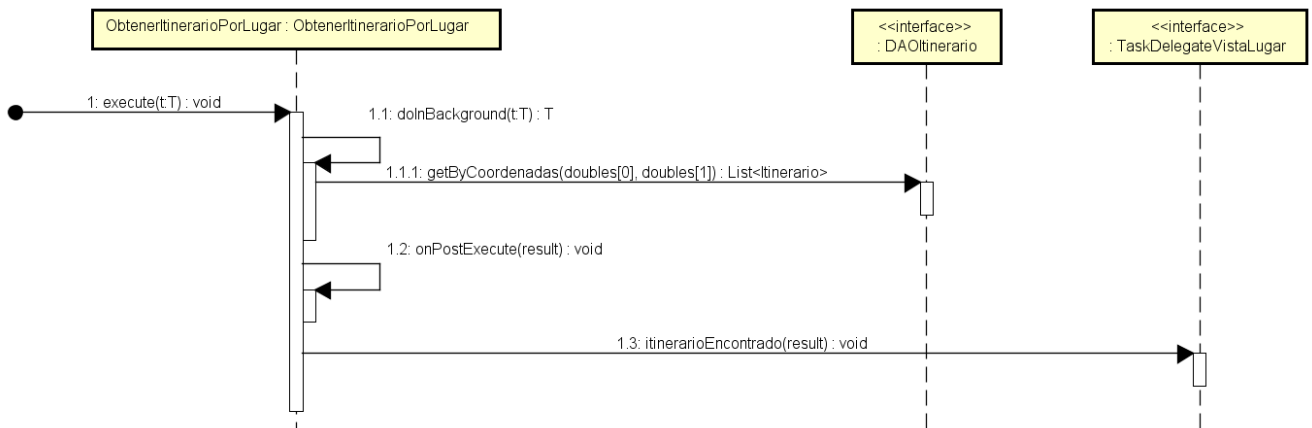 ObtenerItinerarioPorLugar : ObtenerItinerarioPorLugar
<<interface>>
: DAOItinerario
<<interface>>
: TaskDelegateVistaLugar
1: execute(t:T) : void
1.1: doInBackground(t:T) : T
1.1.1: getByCoordenadas(doubles[0], doubles[1]) : List<Itinerario>
1.2: onPostExecute(result) : void
1.3: itinerarioEncontrado(result) : void